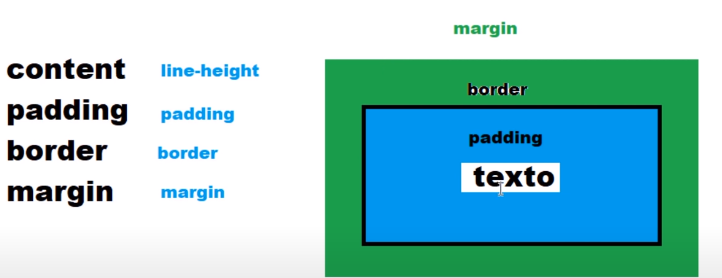 margin
content line-height
padding padding
border border
margin margin
border
padding
texto